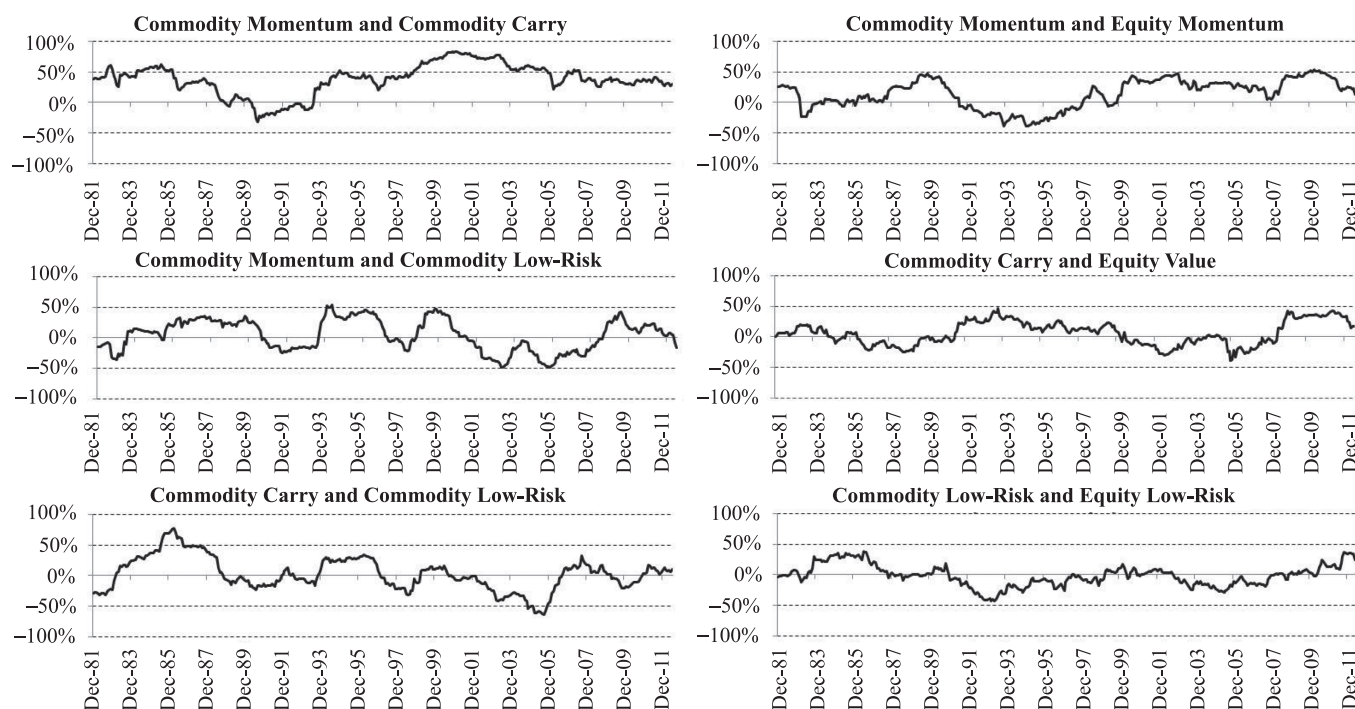 Commodity Momentum and Commodity Carry
100%
50%
0%
−50%
−100%
Dec-81
Dec-83
Dec-85
Dec-87
Dec-89
Dec-91
Dec-93
Dec-95
Dec-97
Dec-99
Dec-01
Dec-03
Dec-05
Dec-07
Dec-09
Dec-11
Commodity Momentum and Equity Momentum
100%
50%
0%
−50%
−100%
Dec-81
Dec-83
Dec-85
Dec-87
Dec-89
Dec-91
Dec-93
Dec-95
Dec-97
Dec-99
Dec-01
Dec-03
Dec-05
Dec-07
Dec-09
Dec-11
Commodity Momentum and Commodity Low-Risk
100%
50%
0%
−50%
−100%
Dec-81
Dec-83
Dec-85
Dec-87
Dec-89
Dec-91
Dec-93
Dec-95
Dec-97
Dec-99
Dec-01
Dec-03
Dec-05
Dec-07
Dec-09
Dec-11
Commodity Carry and Equity Value
100%
50%
0%
−50%
−100%
Dec-81
Dec-83
Dec-85
Dec-87
Dec-89
Dec-91
Dec-93
Dec-95
Dec-97
Dec-99
Dec-01
Dec-03
Dec-05
Dec-07
Dec-09
Dec-11
Commodity Carry and Commodity Low-Risk
100%
50%
0%
−50%
−100%
Dec-81
Dec-83
Dec-85
Dec-87
Dec-89
Dec-91
Dec-93
Dec-95
Dec-97
Dec-99
Dec-01
Dec-03
Dec-05
Dec-07
Dec-09
Dec-11
Commodity Low-Risk and Equity Low-Risk
100%
50%
0%
−50%
−100%
Dec-81
Dec-83
Dec-85
Dec-87
Dec-89
Dec-91
Dec-93
Dec-95
Dec-97
Dec-99
Dec-01
Dec-03
Dec-05
Dec-07
Dec-09
Dec-11